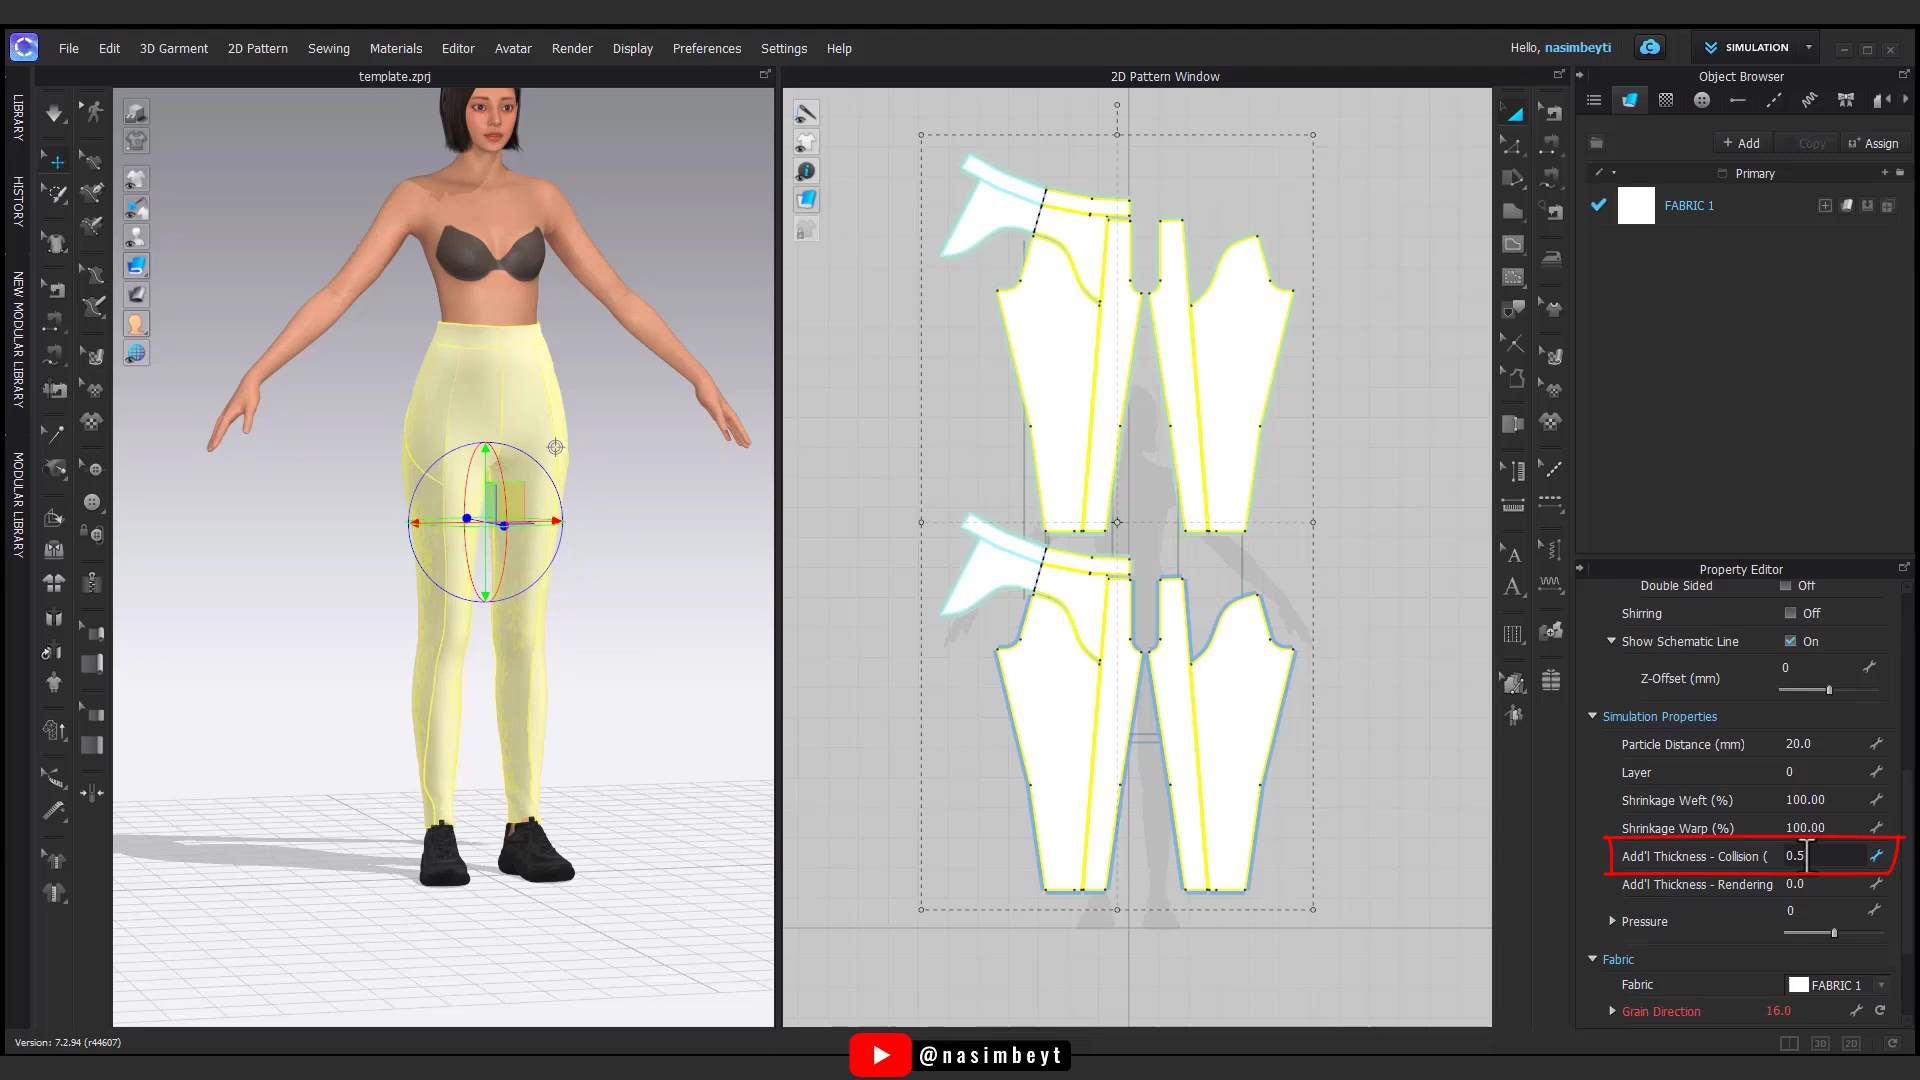 File Edit 3D Garment 2D Pattern Sewing Materials Editor Avatar Render Display Preferences Settings Help
Hello, nasimbeyti
SIMULATION
template.zprj
2D Pattern Window
Object Browser
LIBRARY
HISTORY
NEW MODULAR LIBRARY
MODULAR LIBRARY
+ Add Copy Assign
Primary
FABRIC 1
Property Editor
Double Sided Off
Shirring Off
Show Schematic Line On
Z-Offset (mm) 0
Simulation Properties
Particle Distance (mm) 20.0
Layer 0
Shrinkage Weft (%) 100.00
Shrinkage Warp (%) 100.00
Add'l Thickness - Collision ( 0.5
Add'l Thickness - Rendering 0.0
Pressure 0
Fabric
Fabric FABRIC 1
Grain Direction 16.0
Version: 7.2.94 (r44607)
3D 2D
@nasimbeyt